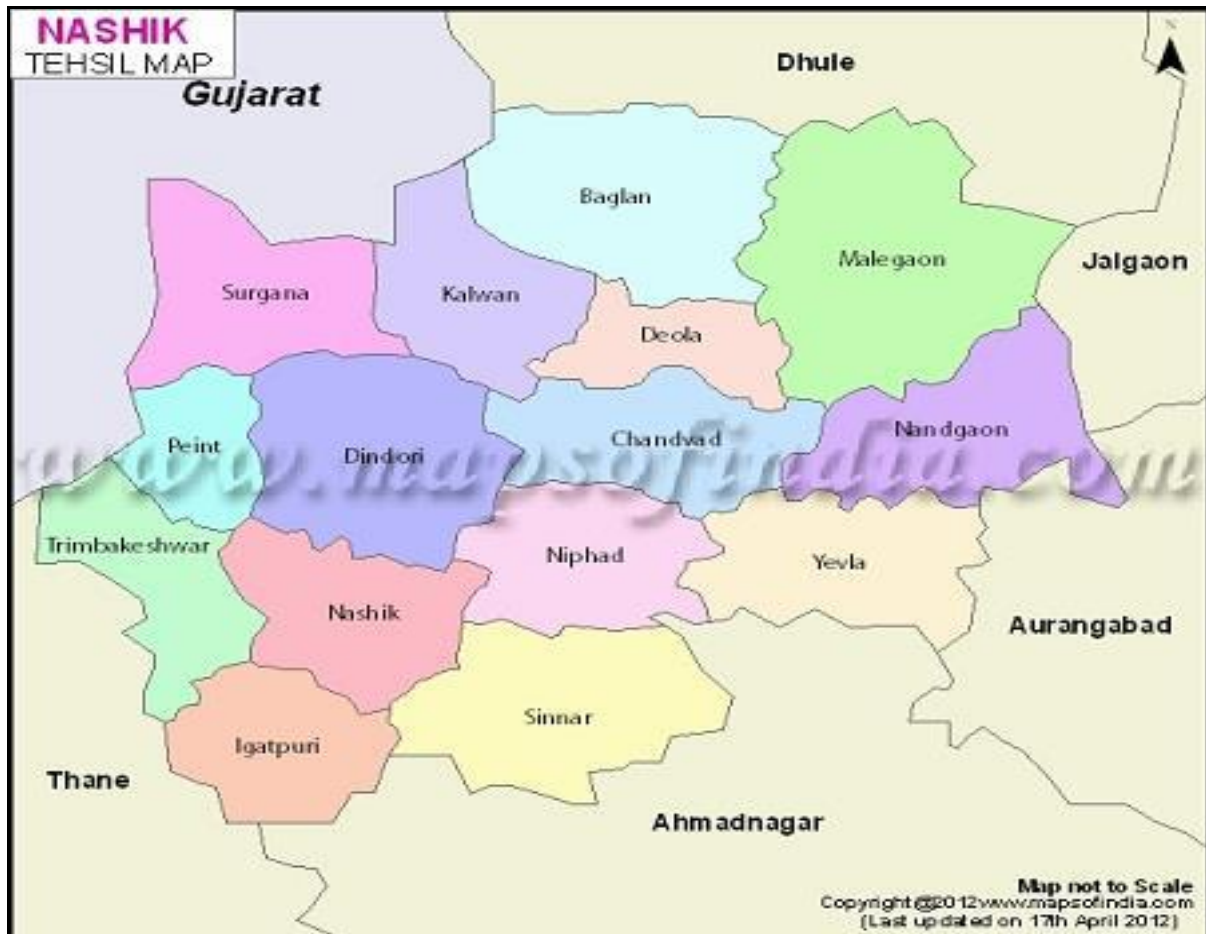 NASHIK
TEHSIL MAP
Gujarat
Dhule
N
Baglan
Malegaon
Jalgaon
Surgana
Kalwan
Deola
Peint
Dindori
Chandvad
Nandgaon
www.mapsofindia.com
Trimbakeshwar
Niphad
Yevla
Nashik
Aurangabad
Sinnar
Igatpuri
Thane
Ahmadnagar
Map not to Scale
Copyright@2012www.mapsofindia.com
(Last updated on 17th April 2012)